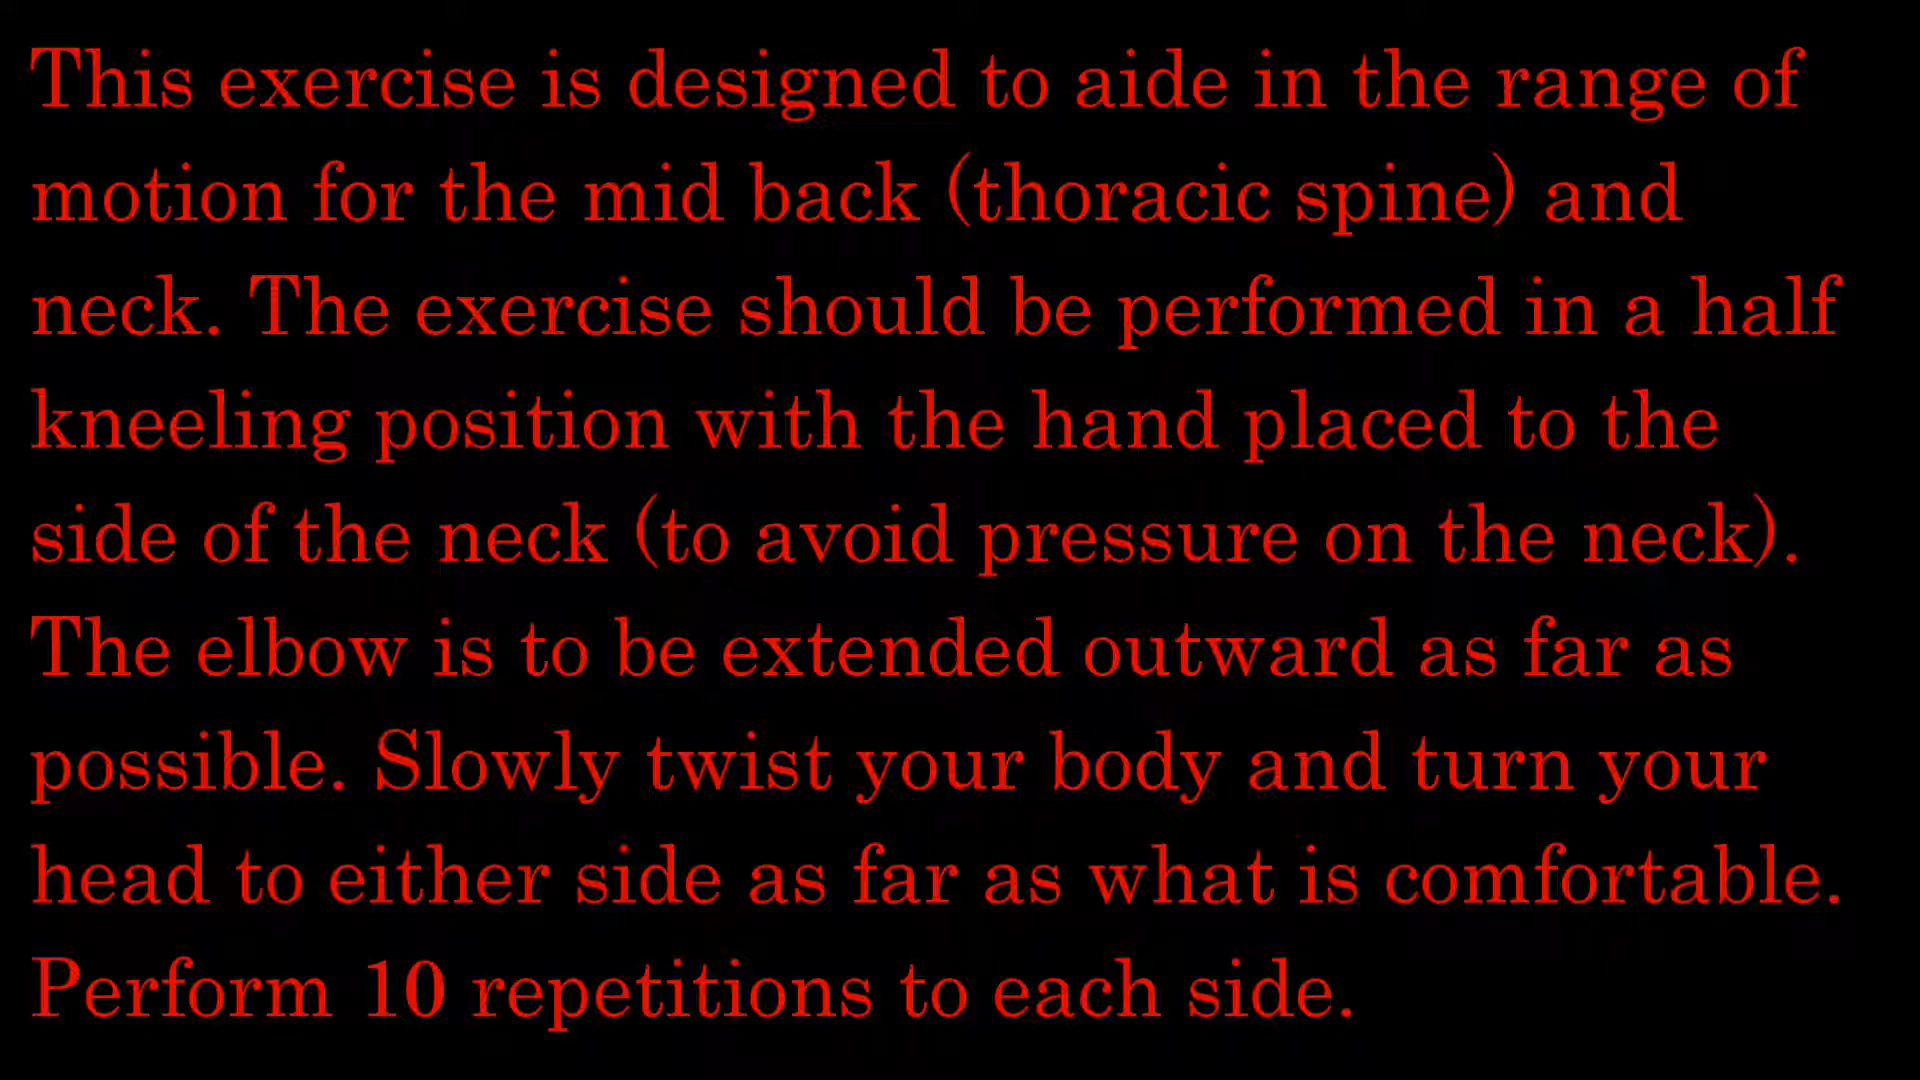 This exercise is designed to aide in the range of
motion for the mid back (thoracic spine) and
neck. The exercise should be performed in a half
kneeling position with the hand placed to the
side of the neck (to avoid pressure on the neck).
The elbow is to be extended outward as far as
possible. Slowly twist your body and turn your
head to either side as far as what is comfortable.
Perform 10 repetitions to each side.